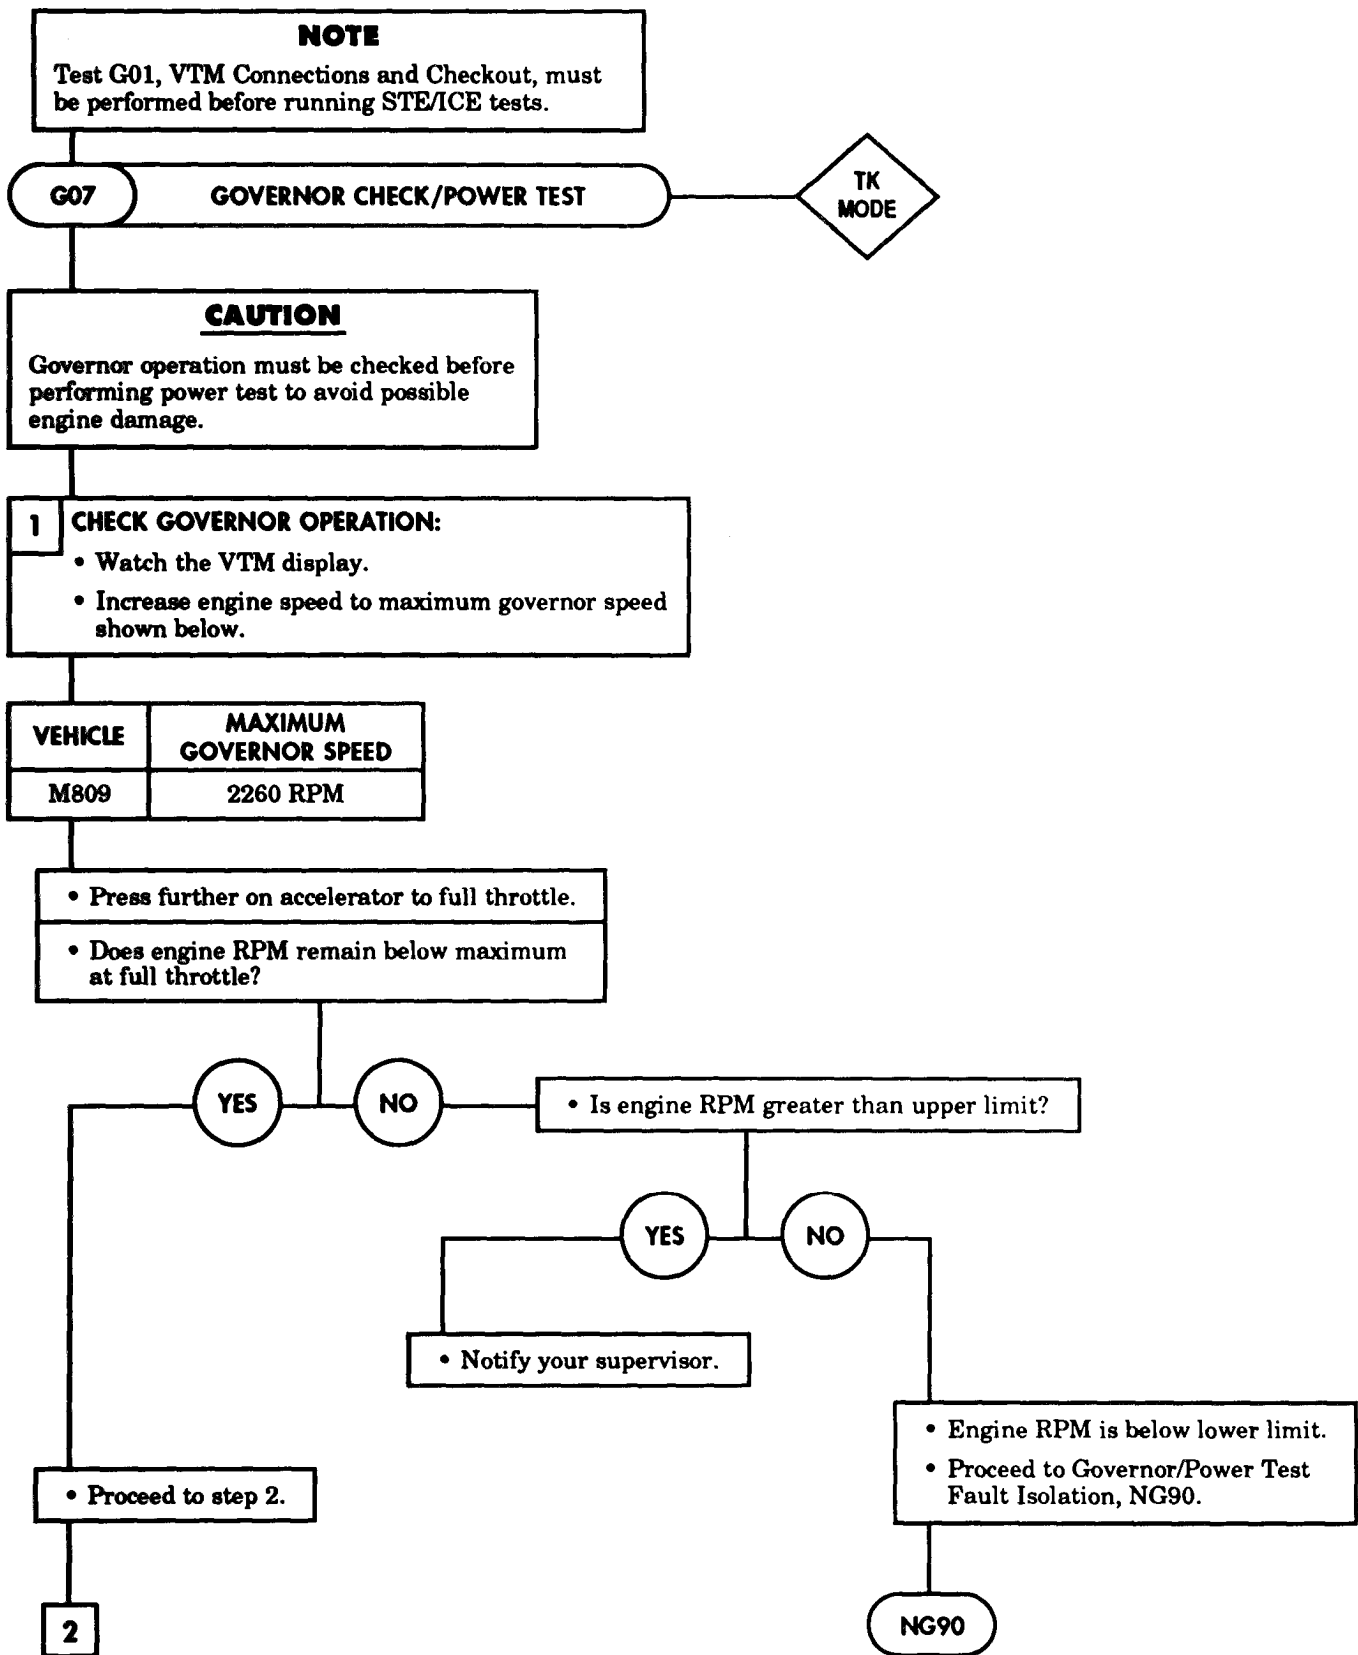 NOTE
Test G01, VTM Connections and Checkout, must
be performed before running STE/ICE tests.
G07
GOVERNOR CHECK/POWER TEST
TK
MODE
CAUTION
Governor operation must be checked before
performing power test to avoid possible
engine damage.
1
CHECK GOVERNOR OPERATION:
• Watch the VTM display.
• Increase engine speed to maximum governor speed
shown below.
VEHICLE
MAXIMUM
GOVERNOR SPEED
M809
2260 RPM
• Press further on accelerator to full throttle.
• Does engine RPM remain below maximum
at full throttle?
YES
NO
• Is engine RPM greater than upper limit?
YES
NO
• Notify your supervisor.
• Engine RPM is below lower limit.
• Proceed to Governor/Power Test
Fault Isolation, NG90.
• Proceed to step 2.
2
NG90